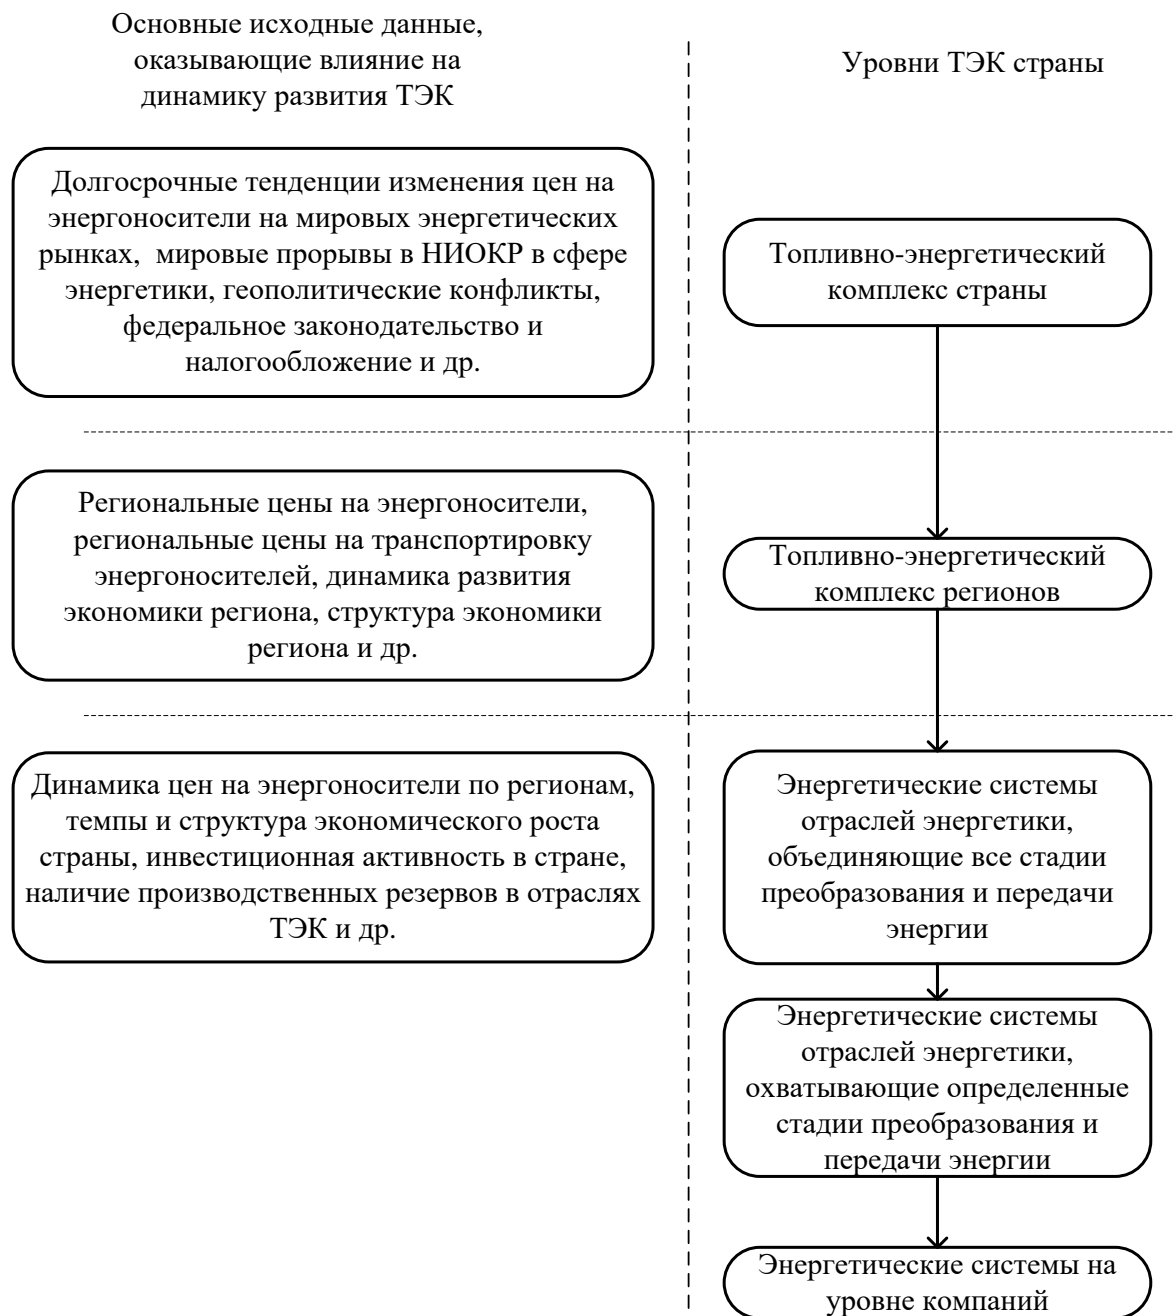 Основные исходные данные,
оказывающие влияние на
динамику развития ТЭК
Уровни ТЭК страны
Долгосрочные тенденции изменения цен на
энергоносители на мировых энергетических
рынках, мировые прорывы в НИОКР в сфере
энергетики, геополитические конфликты,
федеральное законодательство и
налогообложение и др.
Топливно-энергетический
комплекс страны
Региональные цены на энергоносители,
региональные цены на транспортировку
энергоносителей, динамика развития
экономики региона, структура экономики
региона и др.
Топливно-энергетический
комплекс регионов
Динамика цен на энергоносители по регионам,
темпы и структура экономического роста
страны, инвестиционная активность в стране,
наличие производственных резервов в отраслях
ТЭК и др.
Энергетические системы
отраслей энергетики,
объединяющие все стадии
преобразования и передачи
энергии
Энергетические системы
отраслей энергетики,
охватывающие определенные
стадии преобразования и
передачи энергии
Энергетические системы на
уровне компаний